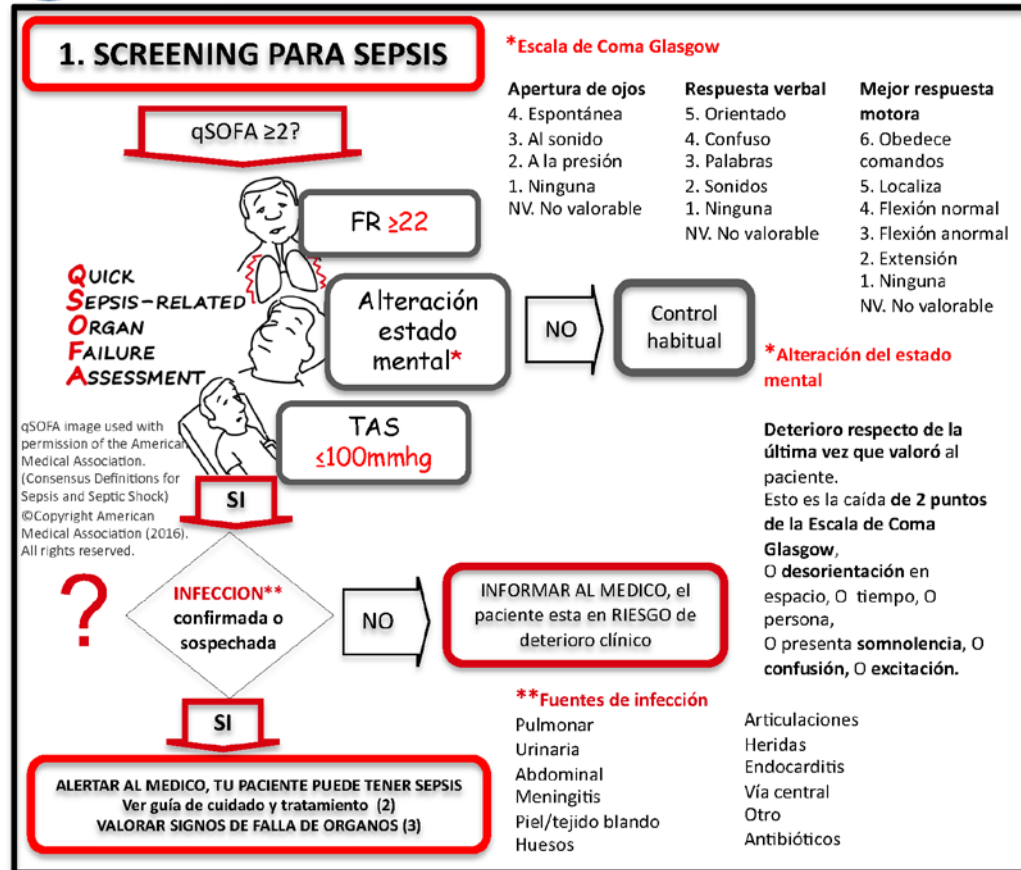 1. SCREENING PARA SEPSIS
qSOFA ≥2?
FR ≥22
QUICK
SEPSIS-RELATED
ORGAN
FAILURE
ASSESSMENT
Alteración
estado
mental*
NO
Control
habitual
TAS
≤100mmhg
qSOFA image used with
permission of the American
Medical Association.
(Consensus Definitions for
Sepsis and Septic Shock)
©Copyright American
Medical Association (2016).
All rights reserved.
SI
?
INFECCION**
confirmada o
sospechada
NO
INFORMAR AL MEDICO, el
paciente esta en RIESGO de
deterioro clínico
SI
ALERTAR AL MEDICO, TU PACIENTE PUEDE TENER SEPSIS
Ver guía de cuidado y tratamiento (2)
VALORAR SIGNOS DE FALLA DE ORGANOS (3)
*Escala de Coma Glasgow
Apertura de ojos
4. Espontánea
3. Al sonido
2. A la presión
1. Ninguna
NV. No valorable
Respuesta verbal
5. Orientado
4. Confuso
3. Palabras
2. Sonidos
1. Ninguna
NV. No valorable
Mejor respuesta
motora
6. Obedece
comandos
5. Localiza
4. Flexión normal
3. Flexión anormal
2. Extensión
1. Ninguna
NV. No valorable
*Alteración del estado
mental
Deterioro respecto de la
última vez que valoró al
paciente.
Esto es la caída de 2 puntos
de la Escala de Coma
Glasgow,
O desorientación en
espacio, O tiempo, O
persona,
O presenta somnolencia, O
confusión, O excitación.
**Fuentes de infección
Pulmonar
Urinaria
Abdominal
Meningitis
Piel/tejido blando
Huesos
Articulaciones
Heridas
Endocarditis
Vía central
Otro
Antibióticos